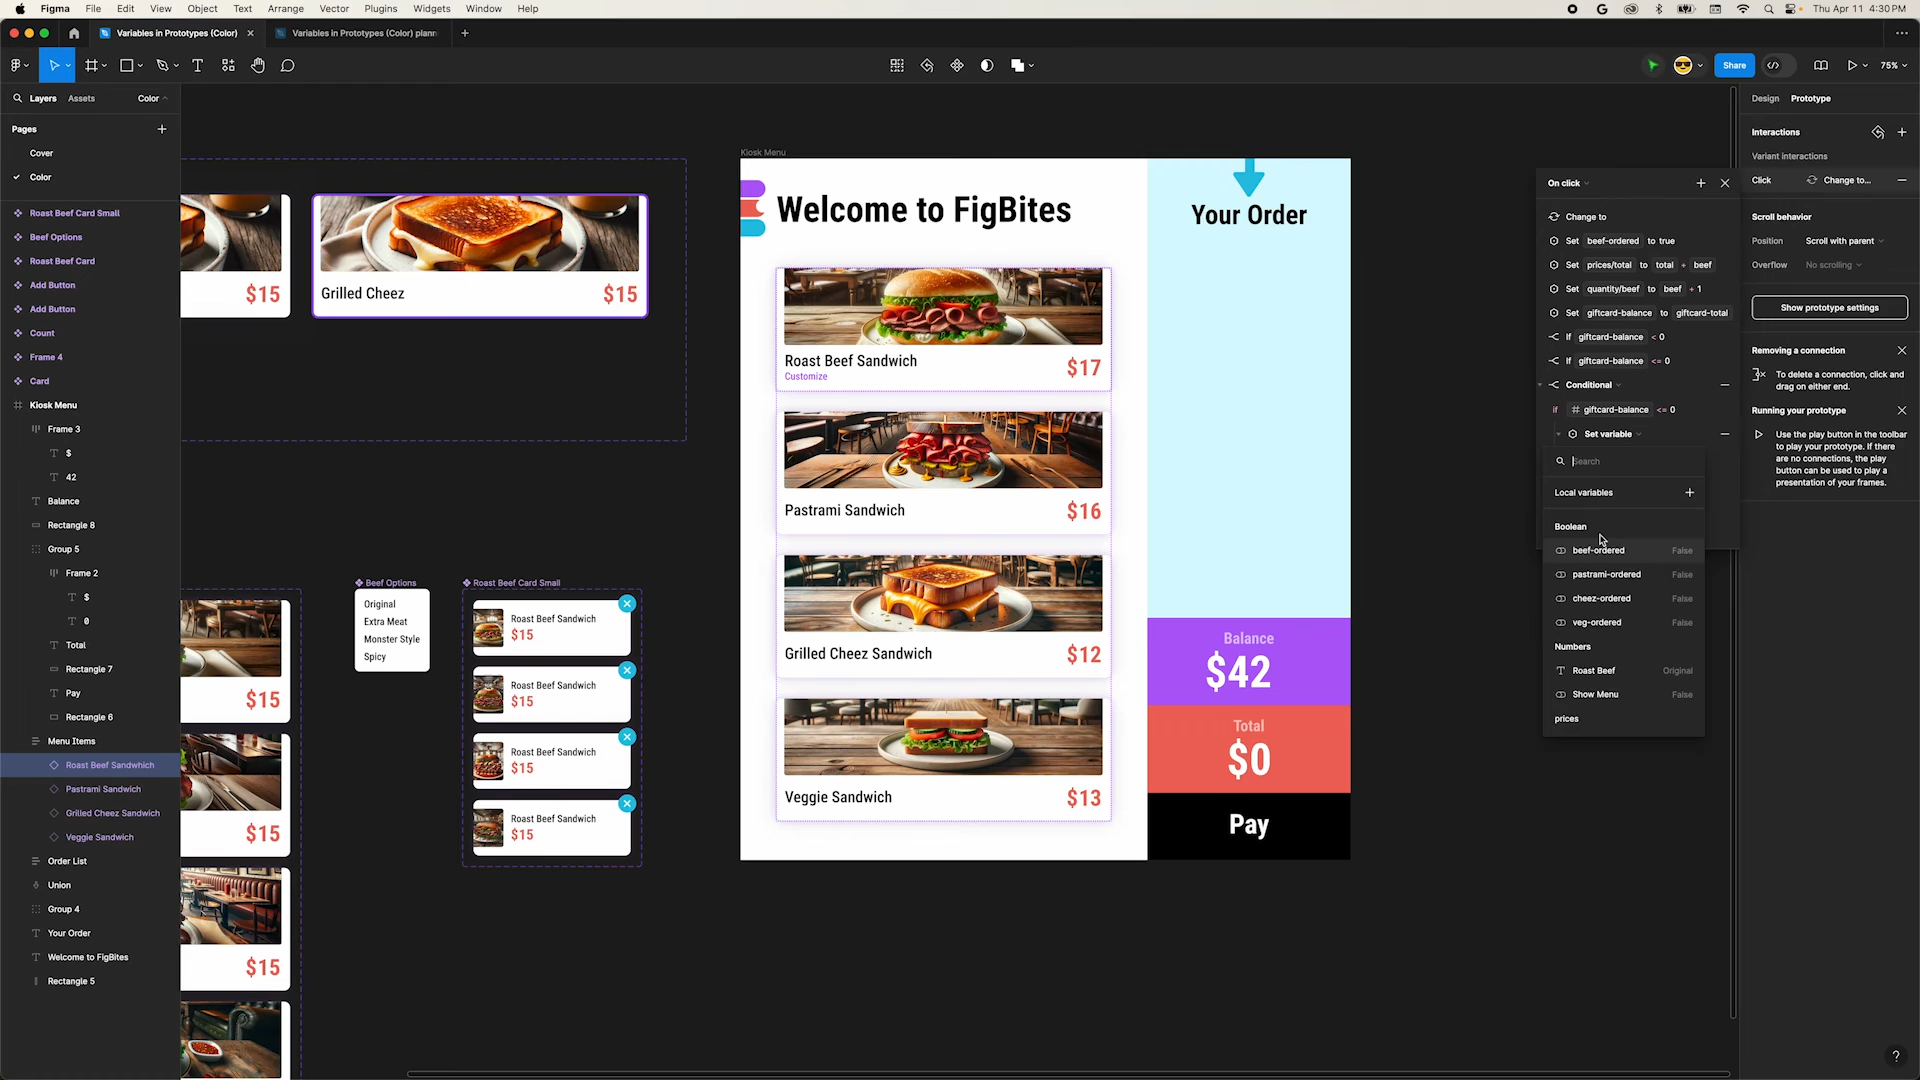 Figma File Edit View Object Text Arrange Vector Plugins Widgets Window Help
Thu Apr 11 4:30 PM
Variables in Prototypes (Color)
Variables in Prototypes (Color) plann
Share
75%
Layers Assets Color
Pages
Cover
Color
Roast Beef Card Small
Beef Options
Roast Beef Card
Add Button
Add Button
Count
Frame 4
Card
Kiosk Menu
Frame 3
$
42
Balance
Rectangle 8
Group 5
Frame 2
$
0
Total
Rectangle 7
Pay
Rectangle 6
Menu Items
Roast Beef Sandwhich
Pastrami Sandwich
Grilled Cheez Sandwich
Veggie Sandwich
Order List
Union
Group 4
Your Order
Welcome to FigBites
Rectangle 5
$15
Grilled Cheez $15
$15
$15
$15
Beef Options
Original
Extra Meat
Monster Style
Spicy
Roast Beef Card Small
Roast Beef Sandwich
$15
Roast Beef Sandwich
$15
Roast Beef Sandwich
$15
Roast Beef Sandwich
$15
Kiosk Menu
Welcome to FigBites
Roast Beef Sandwich
Customize
$17
Pastrami Sandwich $16
Grilled Cheez Sandwich $12
Veggie Sandwich $13
Your Order
Balance
$42
Total
$0
Pay
On click
Change to
Set beef-ordered to true
Set prices/total to total + beef
Set quantity/beef to beef + 1
Set giftcard-balance to giftcard-total
If giftcard-balance < 0
If giftcard-balance <= 0
Conditional
if # giftcard-balance <= 0
Set variable
Search
Local variables
Boolean
beef-ordered False
pastrami-ordered False
cheez-ordered False
veg-ordered False
Numbers
Roast Beef Original
Show Menu False
prices
Design Prototype
Interactions
Variant interactions
Click Change to...
Scroll behavior
Position Scroll with parent
Overflow No scrolling
Show prototype settings
Removing a connection
To delete a connection, click and
drag on either end.
Running your prototype
Use the play button in the toolbar
to play your prototype. If there
are no connections, the play
button can be used to play a
presentation of your frames.
?